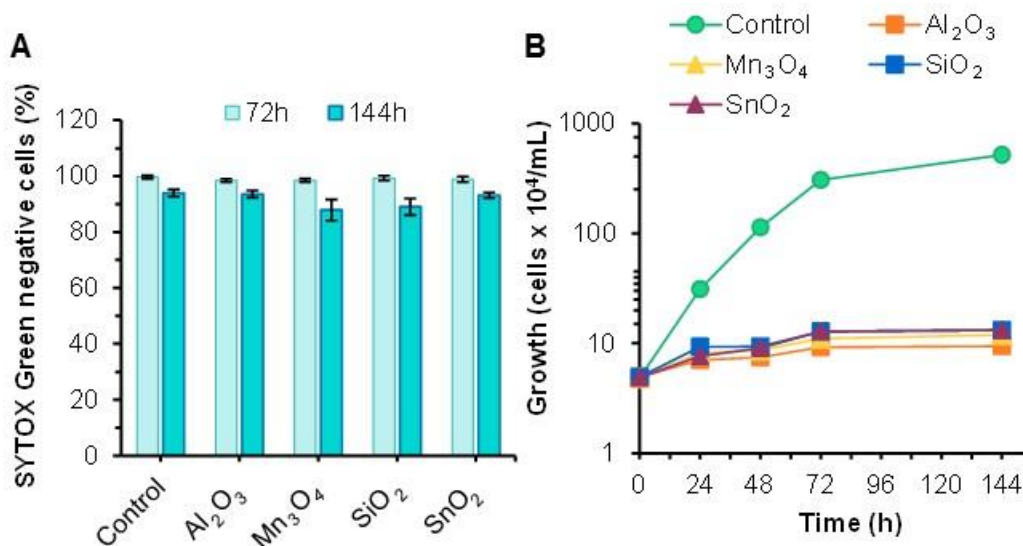 A
SYTOX Green negative cells (%)
72h 144h
120
100
80
60
40
20
0
Control Al₂O₃ Mn₃O₄ SiO₂ SnO₂
B
Control Al₂O₃
Mn₃O₄ SiO₂
SnO₂
Growth (cells x 10⁴/mL)
1000
100
10
1
0 24 48 72 96 120 144
Time (h)